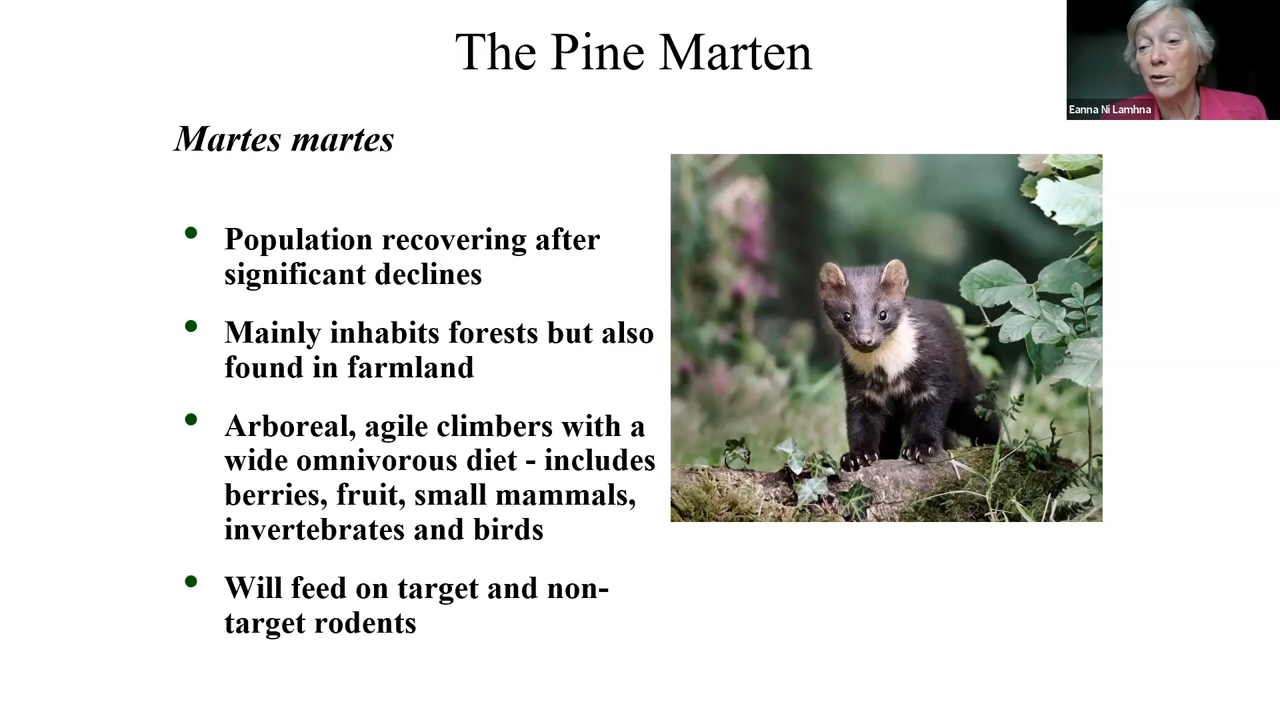 The Pine Marten
Eanna Ni Lamhna
Martes martes
• Population recovering after
significant declines
• Mainly inhabits forests but also
found in farmland
• Arboreal, agile climbers with a
wide omnivorous diet - includes
berries, fruit, small mammals,
invertebrates and birds
• Will feed on target and non-
target rodents